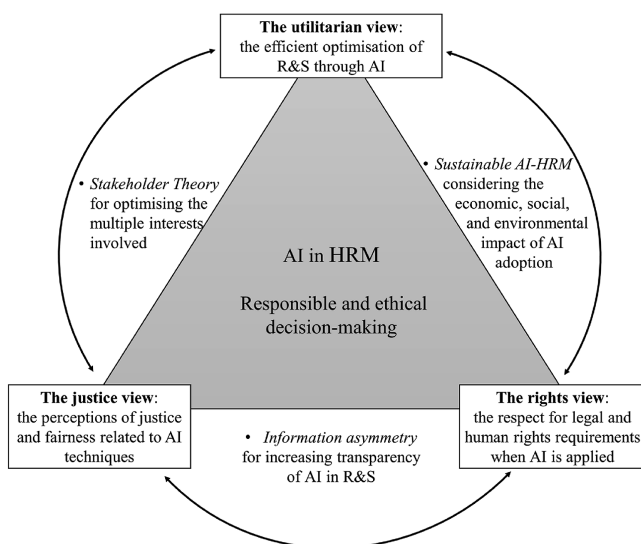 The utilitarian view:
the efficient optimisation of
R&S through AI
• Stakeholder Theory
for optimising the
multiple interests
involved
• Sustainable AI-HRM
considering the
economic, social,
and environmental
impact of AI
adoption
AI in HRM
Responsible and ethical
decision-making
The justice view:
the perceptions of justice
and fairness related to AI
techniques
• Information asymmetry
for increasing transparency
of AI in R&S
The rights view:
the respect for legal and
human rights requirements
when AI is applied